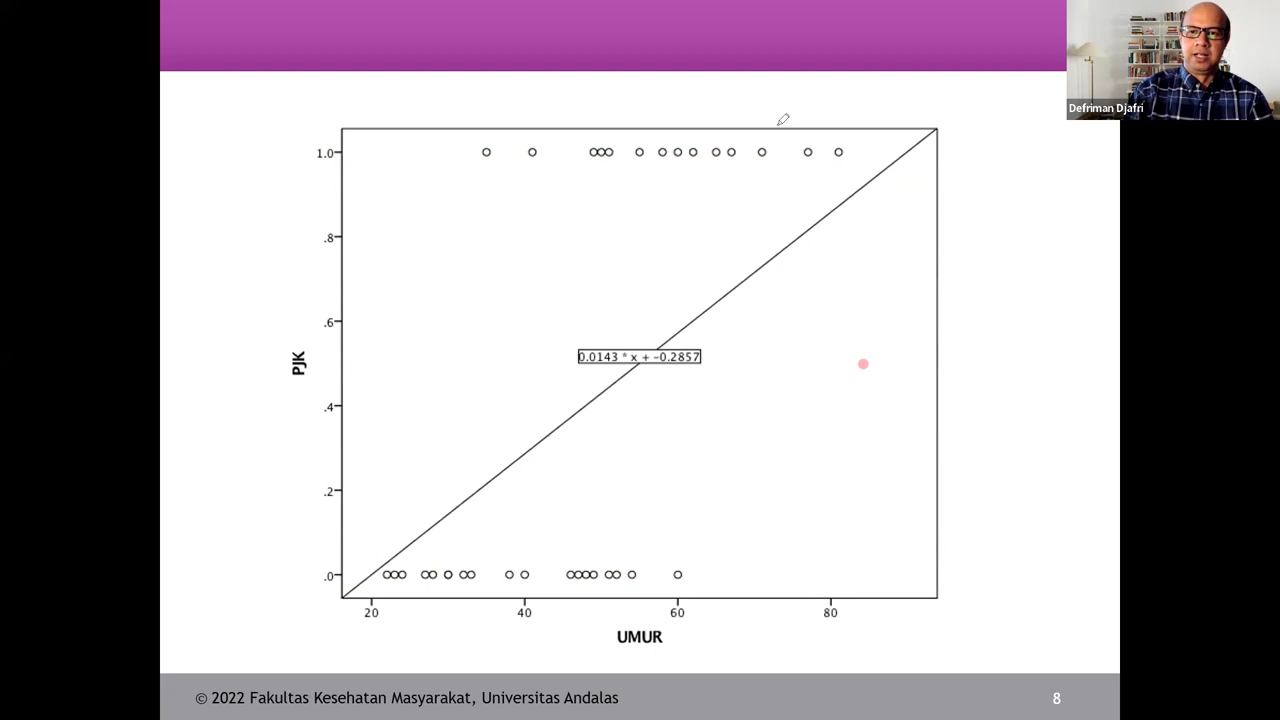 Defriman Djafri
1.0
.8
.6
.4
.2
.0
PJK
0.0143 * x + -0.2857
20 40 60 80
UMUR
© 2022 Fakultas Kesehatan Masyarakat, Universitas Andalas 8